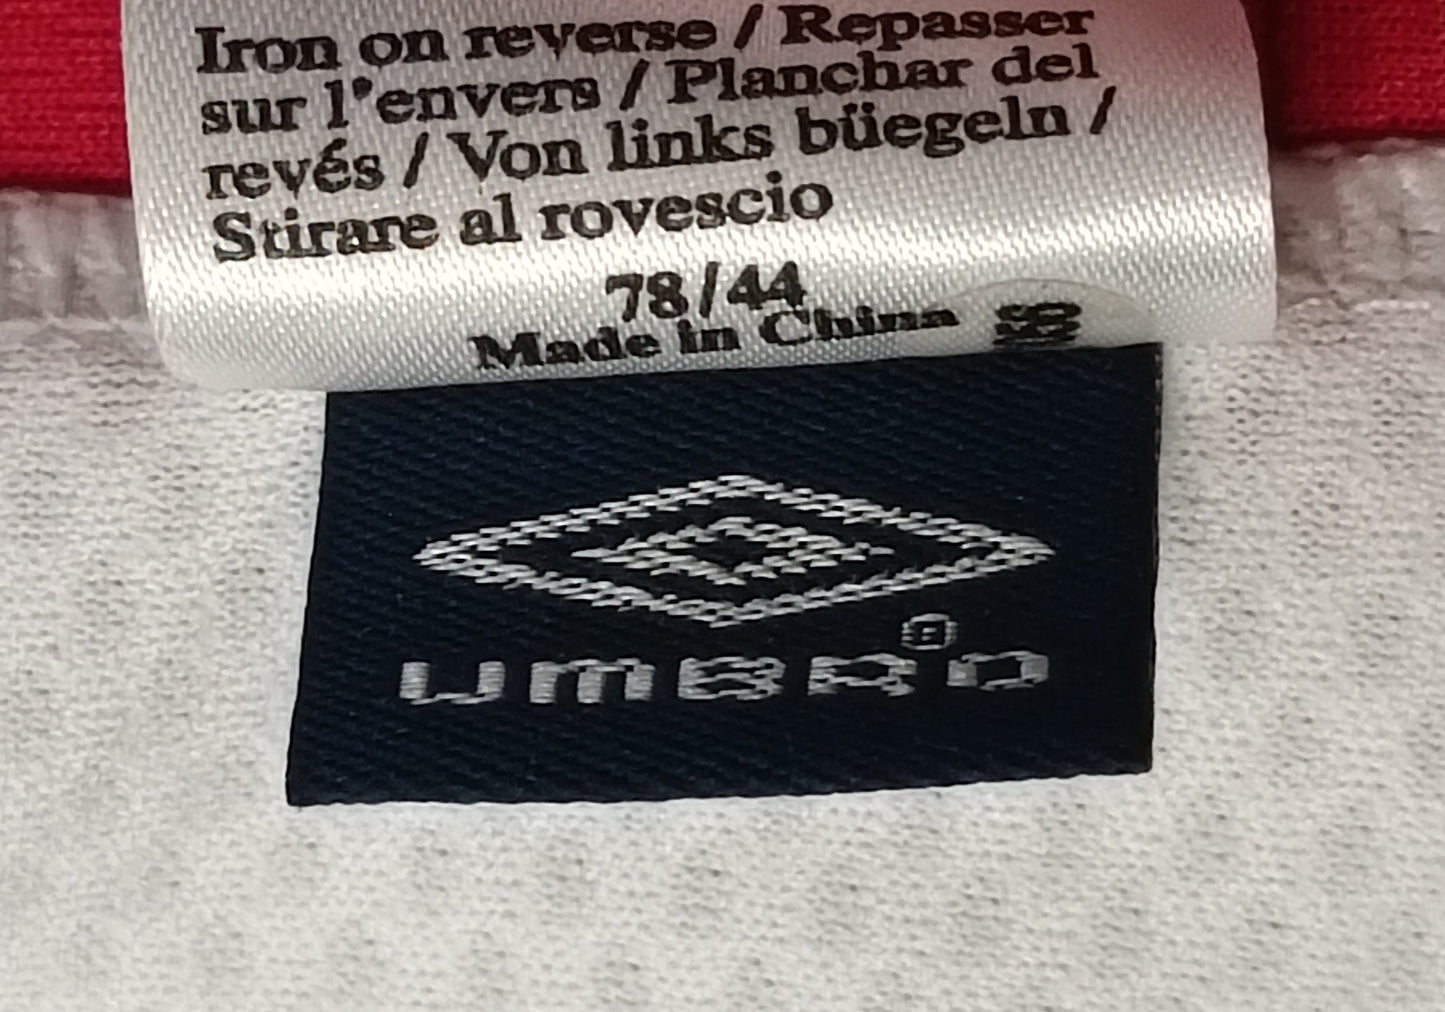 Iron on reverse / Repasser
sur l'envers / Planchar del
revés / Von links büegeln /
Stirare al rovescio
78/44
Made in China
umBRO®